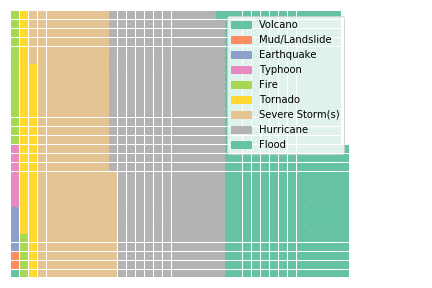 Volcano
Mud/Landslide
Earthquake
Typhoon
Fire
Tornado
Severe Storm(s)
Hurricane
Flood